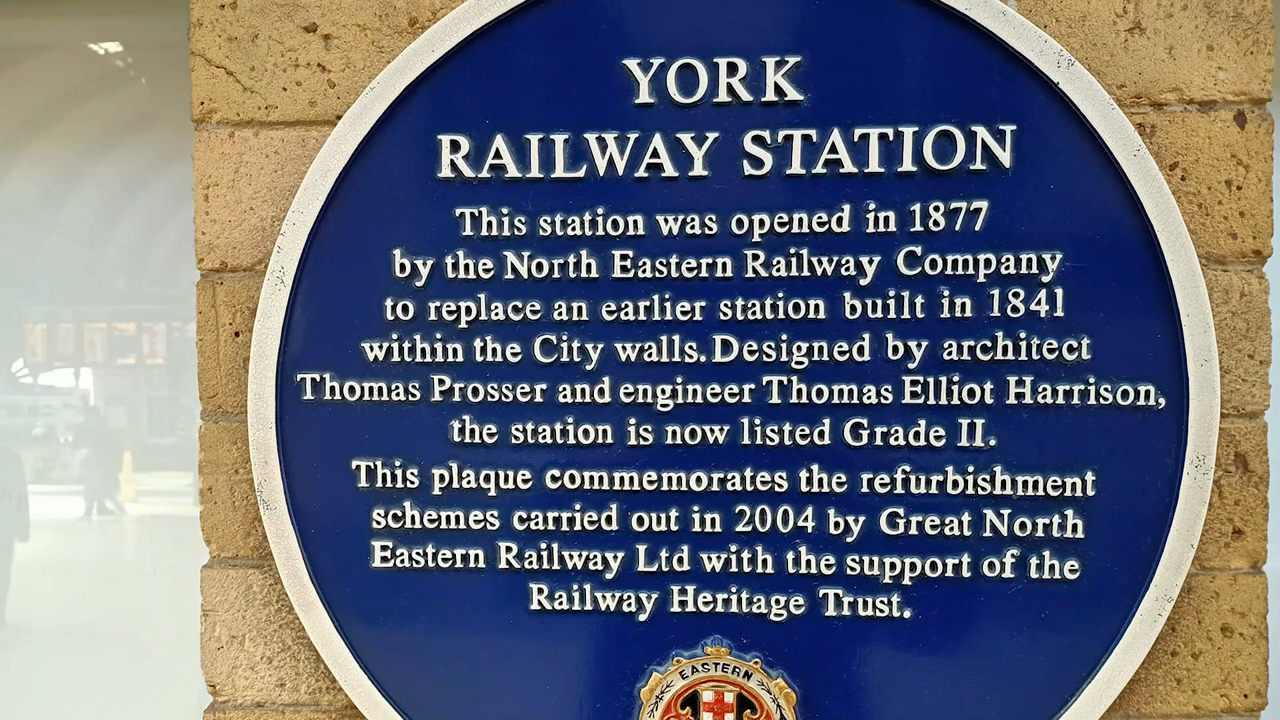 YORK
RAILWAY STATION
This station was opened in 1877
by the North Eastern Railway Company
to replace an earlier station built in 1841
within the City walls. Designed by architect
Thomas Prosser and engineer Thomas Elliot Harrison,
the station is now listed Grade II.
This plaque commemorates the refurbishment
schemes carried out in 2004 by Great North
Eastern Railway Ltd with the support of the
Railway Heritage Trust.
EASTERN